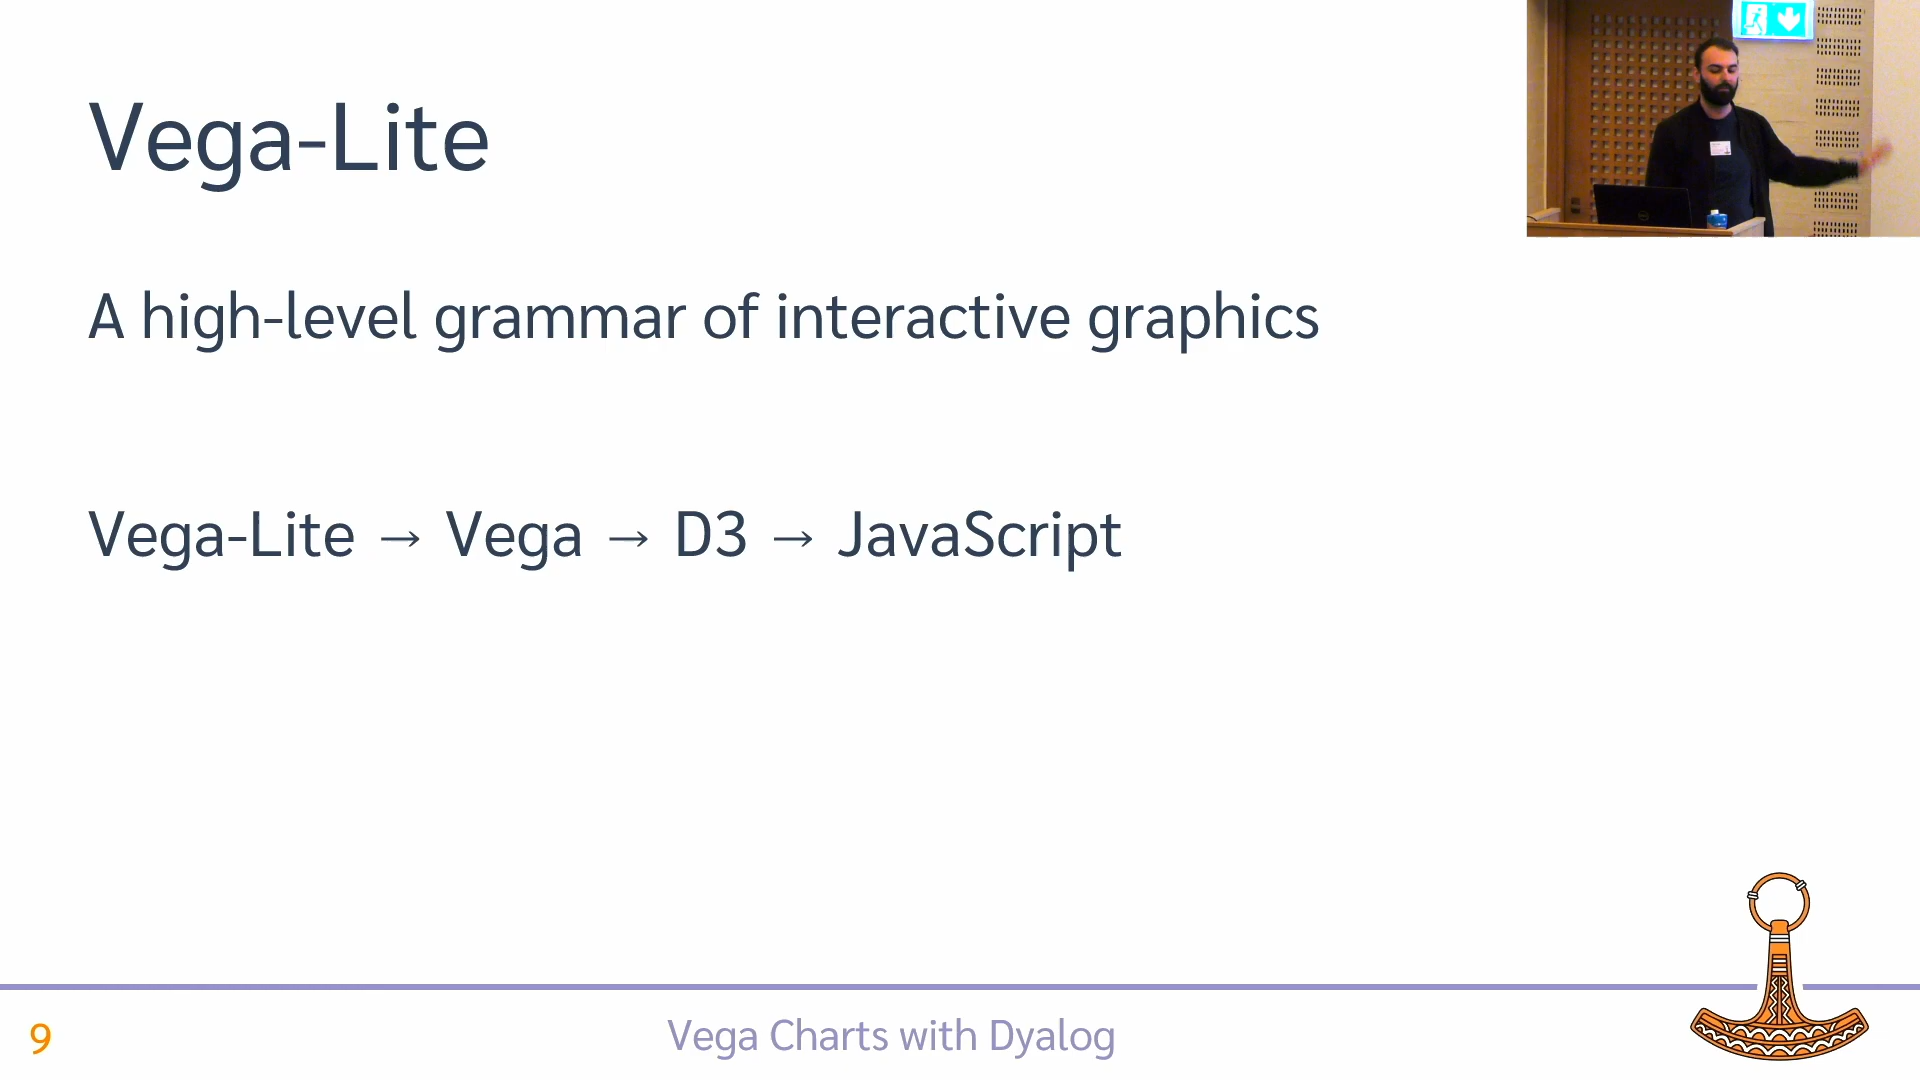 Vega-Lite
A high-level grammar of interactive graphics
Vega-Lite → Vega → D3 → JavaScript
9
Vega Charts with Dyalog